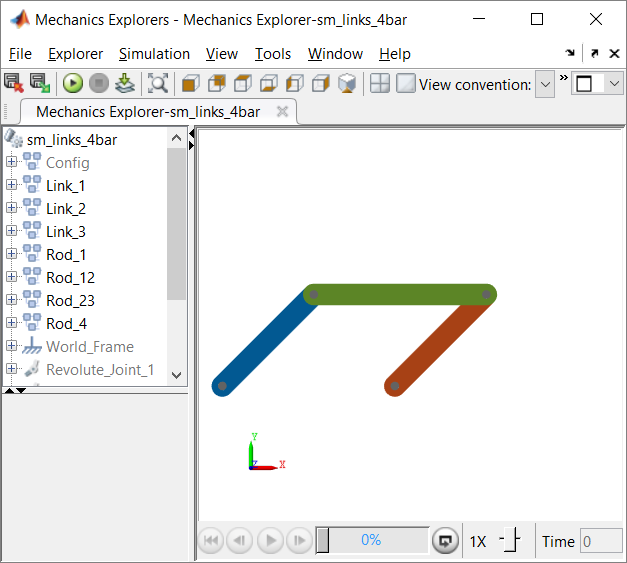 Mechanics Explorers - Mechanics Explorer-sm_links_4bar
File Explorer Simulation View Tools Window Help
View convention:
Mechanics Explorer-sm_links_4bar
sm_links_4bar
Config
Link_1
Link_2
Link_3
Rod_1
Rod_12
Rod_23
Rod_4
World_Frame
Revolute_Joint_1
Y
Z
X
0%
1X
Time 0